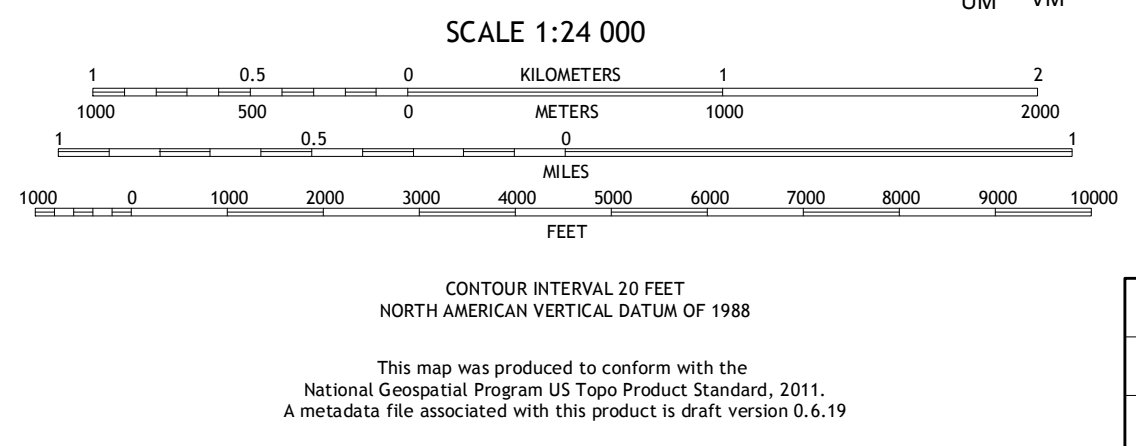 UM VM
SCALE 1:24 000
1 0.5 0 KILOMETERS 1 2
1000 500 0 METERS 1000 2000
1 0.5 0 1
MILES
1000 0 1000 2000 3000 4000 5000 6000 7000 8000 9000 10000
FEET
CONTOUR INTERVAL 20 FEET
NORTH AMERICAN VERTICAL DATUM OF 1988
This map was produced to conform with the
National Geospatial Program US Topo Product Standard, 2011.
A metadata file associated with this product is draft version 0.6.19